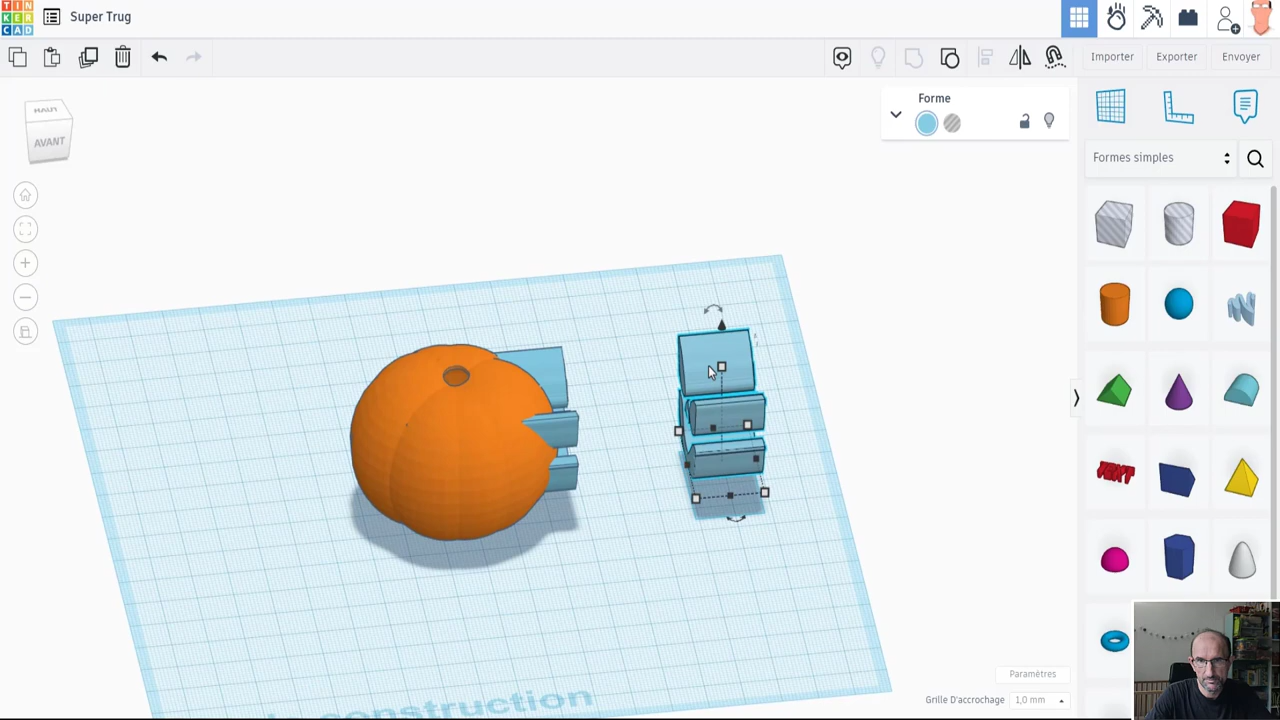 TIN
KER
CAD
Super Trug
Importer
Exporter
Envoyer
HAUT
AVANT
Forme
Formes simples
TEXT
construction
Paramètres
Grille D'accrochage
1,0 mm